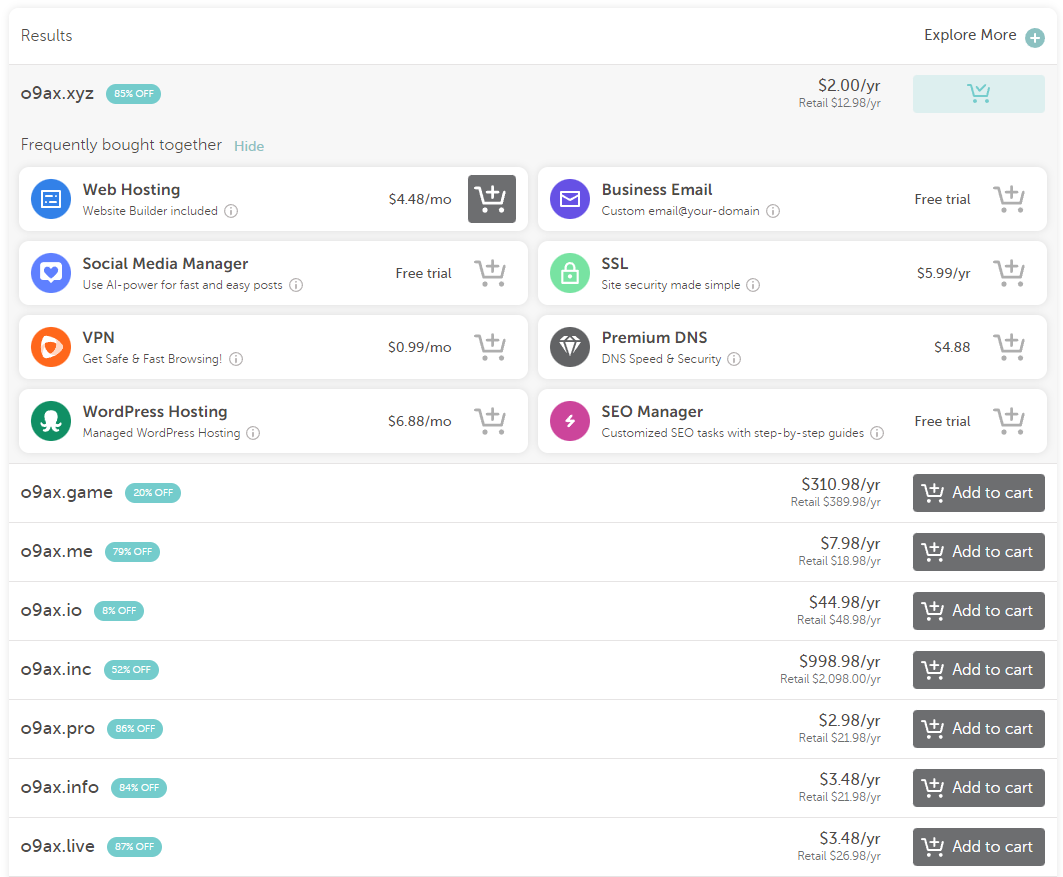 Results
Explore More
o9ax.xyz 85% OFF
$2.00/yr
Retail $12.98/yr
Frequently bought together Hide
Web Hosting
Website Builder included
$4.48/mo
Business Email
Custom email@your-domain
Free trial
Social Media Manager
Use AI-power for fast and easy posts
Free trial
SSL
Site security made simple
$5.99/yr
VPN
Get Safe & Fast Browsing!
$0.99/mo
Premium DNS
DNS Speed & Security
$4.88
WordPress Hosting
Managed WordPress Hosting
$6.88/mo
SEO Manager
Customized SEO tasks with step-by-step guides
Free trial
o9ax.game 20% OFF
$310.98/yr
Retail $389.98/yr
Add to cart
o9ax.me 79% OFF
$7.98/yr
Retail $18.98/yr
Add to cart
o9ax.io 8% OFF
$44.98/yr
Retail $48.98/yr
Add to cart
o9ax.inc 52% OFF
$998.98/yr
Retail $2,098.00/yr
Add to cart
o9ax.pro 86% OFF
$2.98/yr
Retail $21.98/yr
Add to cart
o9ax.info 84% OFF
$3.48/yr
Retail $21.98/yr
Add to cart
o9ax.live 87% OFF
$3.48/yr
Retail $26.98/yr
Add to cart